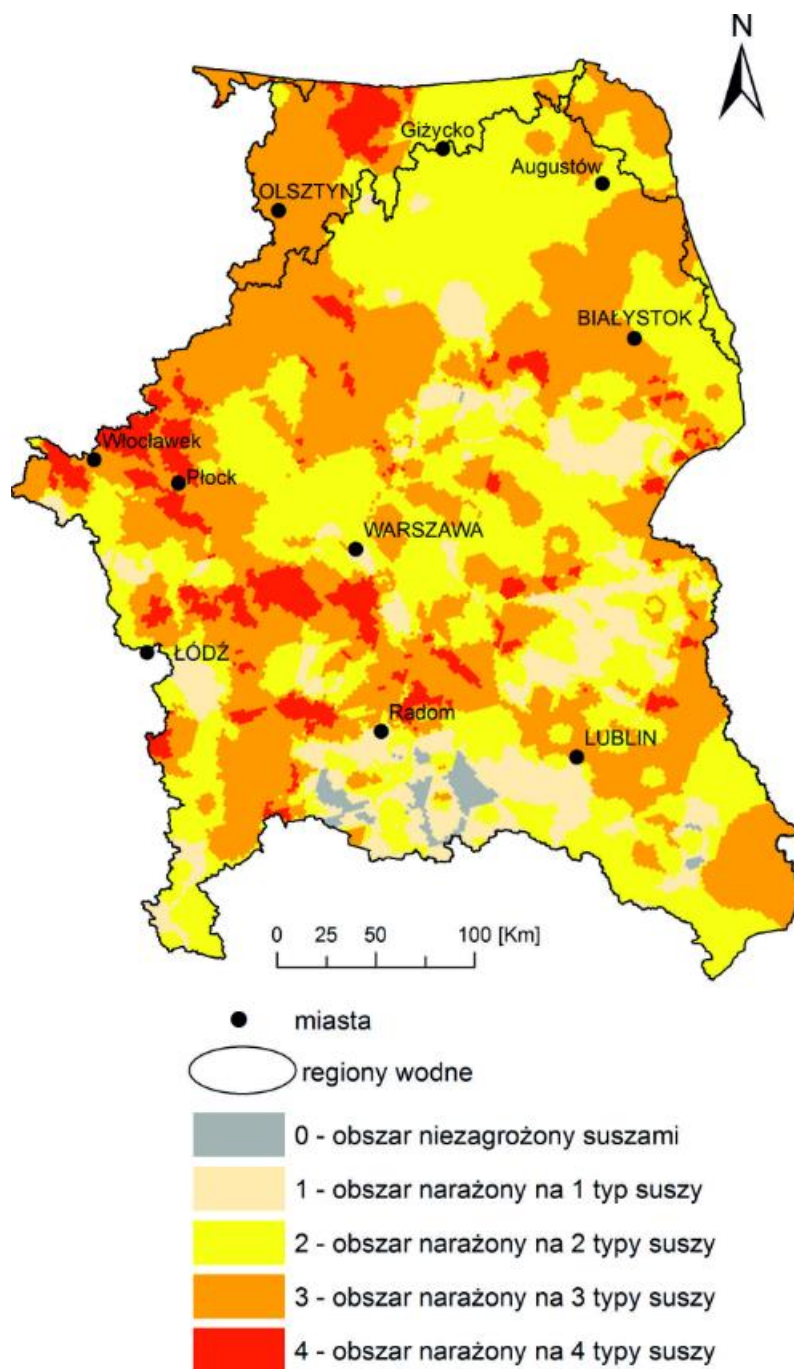 N
Giżycko
Augustów
OLSZTYN
BIAŁYSTOK
Włocławek
Płock
WARSZAWA
ŁÓDŹ
Radom
LUBLIN
0 25 50 100 [Km]
miasta
regiony wodne
0 - obszar niezagrożony suszami
1 - obszar narażony na 1 typ suszy
2 - obszar narażony na 2 typy suszy
3 - obszar narażony na 3 typy suszy
4 - obszar narażony na 4 typy suszy